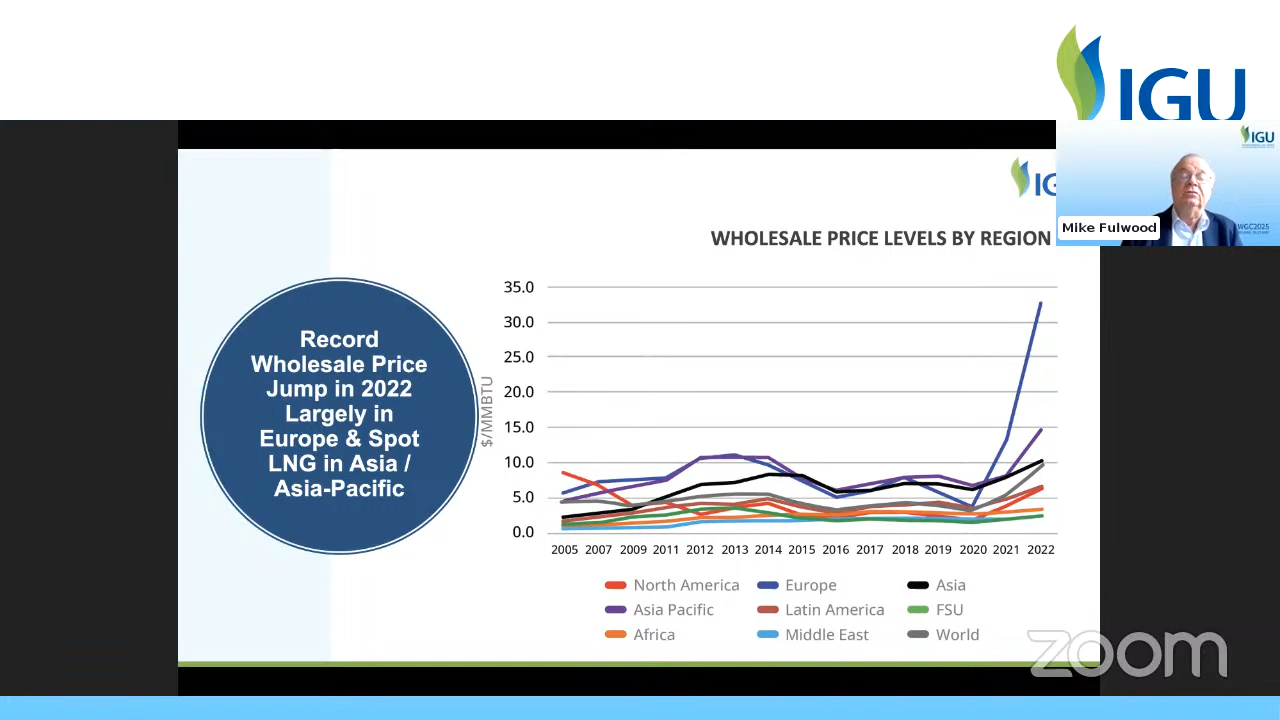 IGU
IGU
Mike Fulwood
WGC2025
WHOLESALE PRICE LEVELS BY REGION
Record
Wholesale Price
Jump in 2022
Largely in
Europe & Spot
LNG in Asia /
Asia-Pacific
$/MMBTU
35.0
30.0
25.0
20.0
15.0
10.0
5.0
0.0
2005 2007 2009 2011 2012 2013 2014 2015 2016 2017 2018 2019 2020 2021 2022
North America Europe Asia
Asia Pacific Latin America FSU
Africa Middle East World
zoom